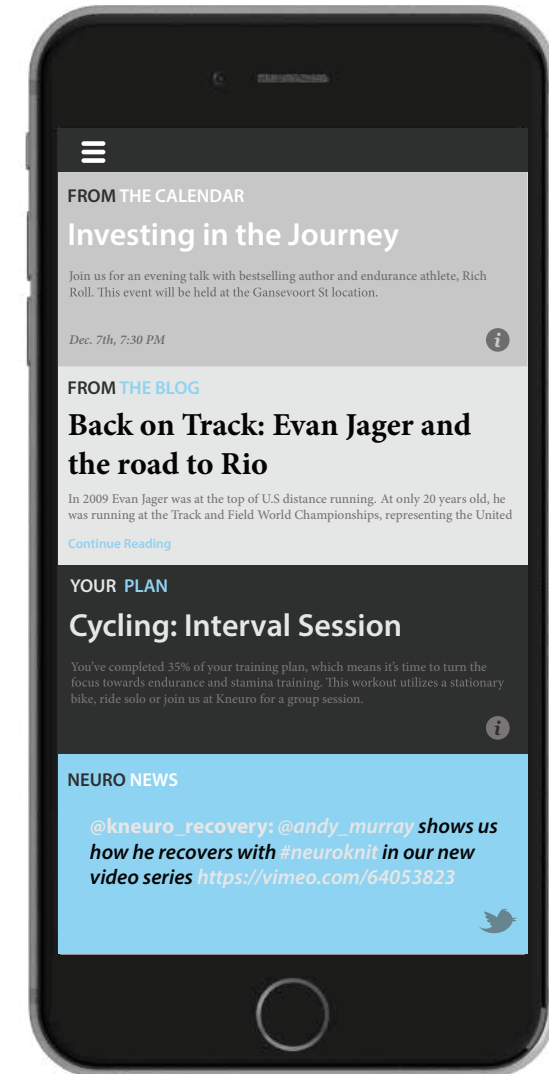 FROM THE CALENDAR
Investing in the Journey
Join us for an evening talk with bestselling author and endurance athlete, Rich
Roll. This event will be held at the Gansevoort St location.
Dec. 7th, 7:30 PM
i
FROM THE BLOG
Back on Track: Evan Jager and
the road to Rio
In 2009 Evan Jager was at the top of U.S distance running. At only 20 years old, he
was running at the Track and Field World Championships, representing the United
Continue Reading
YOUR PLAN
Cycling: Interval Session
You've completed 35% of your training plan, which means it's time to turn the
focus towards endurance and stamina training. This workout utilizes a stationary
bike, ride solo or join us at Kneuro for a group session.
i
NEURO NEWS
@kneuro_recovery: @andy_murray shows us
how he recovers with #neuroknit in our new
video series https://vimeo.com/64053823